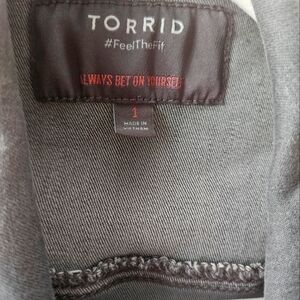 TORRID
#FeelTheFit
ALWAYS BET ON YOURSELF
1
MADE IN
VIETNAM